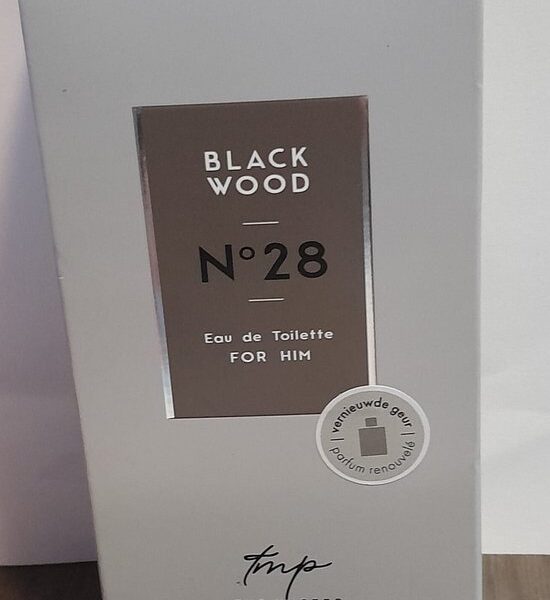 BLACK
WOOD
N°28
Eau de Toilette
FOR HIM
vernieuwde geur
parfum renouvelé
tmp